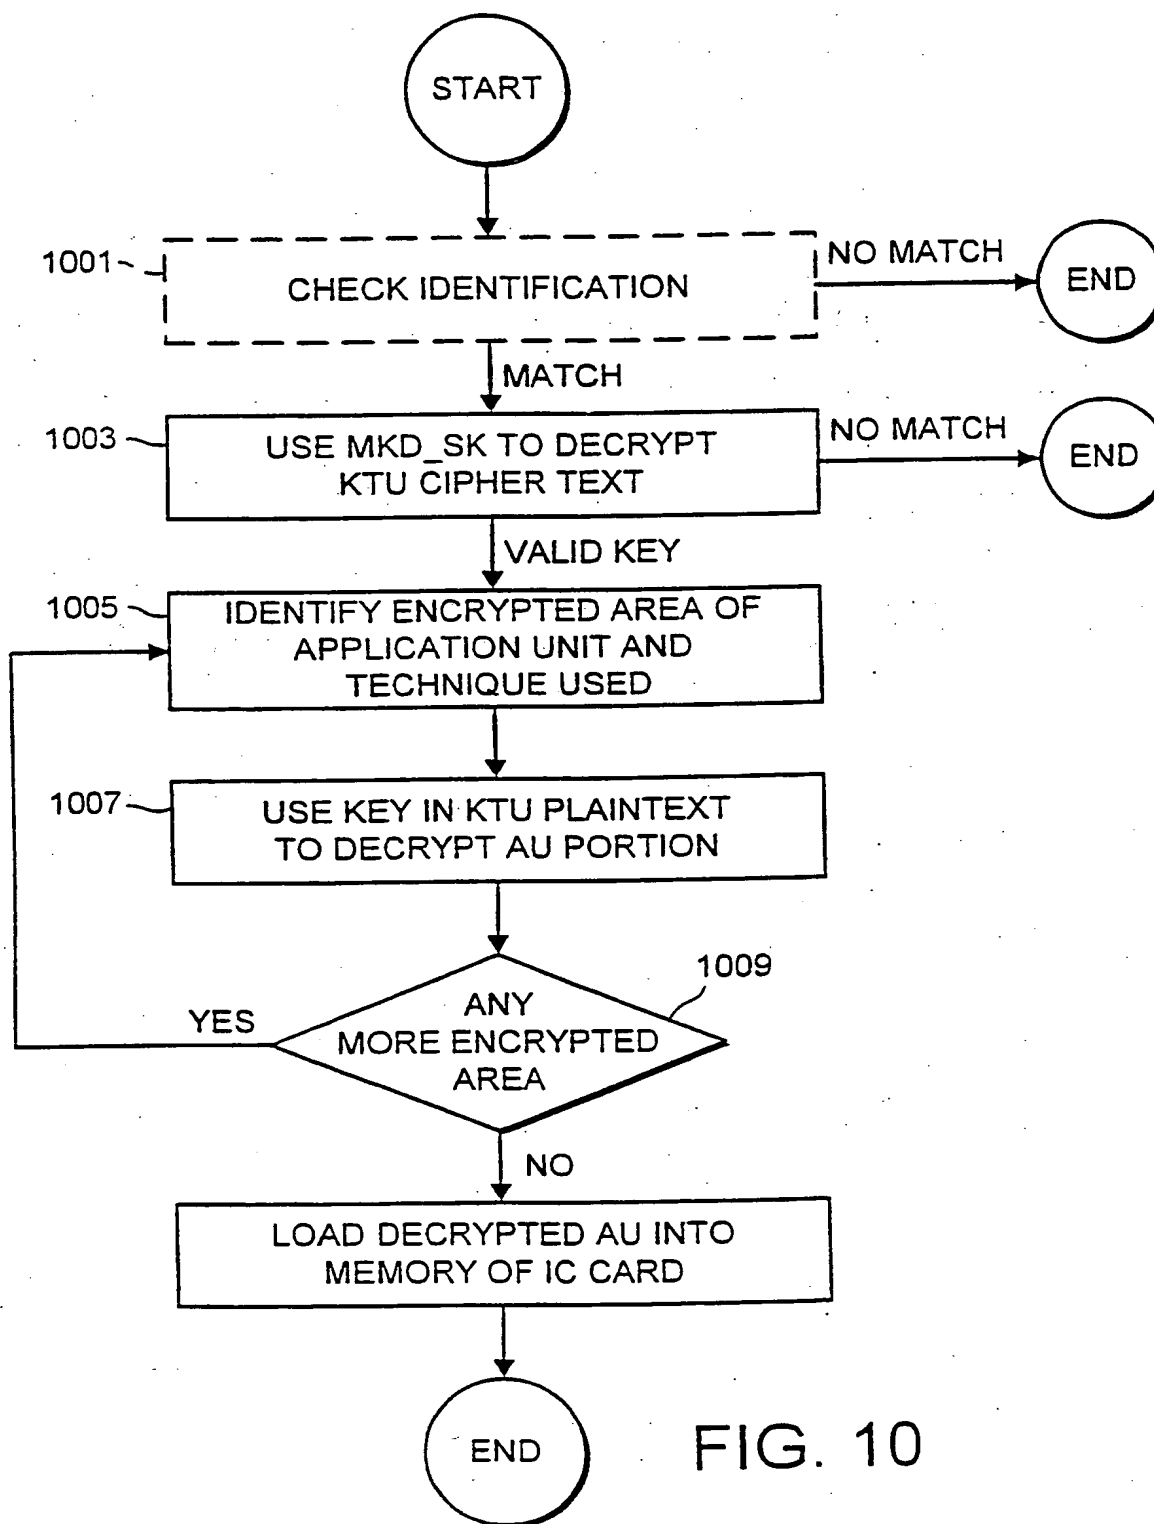 START
1001
CHECK IDENTIFICATION
NO MATCH
END
MATCH
1003
USE MKD_SK TO DECRYPT
KTU CIPHER TEXT
NO MATCH
END
VALID KEY
1005
IDENTIFY ENCRYPTED AREA OF
APPLICATION UNIT AND
TECHNIQUE USED
1007
USE KEY IN KTU PLAINTEXT
TO DECRYPT AU PORTION
1009
ANY
MORE ENCRYPTED
AREA
YES
NO
LOAD DECRYPTED AU INTO
MEMORY OF IC CARD
END
FIG. 10